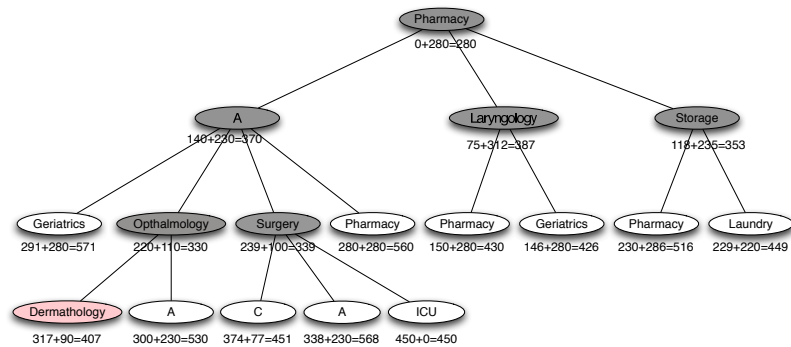 Pharmacy
0+280=280
A
140+230=370
Laryngology
75+312=387
Storage
118+235=353
Geriatrics
291+280=571
Opthalmology
220+110=330
Surgery
239+100=339
Pharmacy
280+280=560
Pharmacy
150+280=430
Geriatrics
146+280=426
Pharmacy
230+286=516
Laundry
229+220=449
Dermathology
317+90=407
A
300+230=530
C
374+77=451
A
338+230=568
ICU
450+0=450